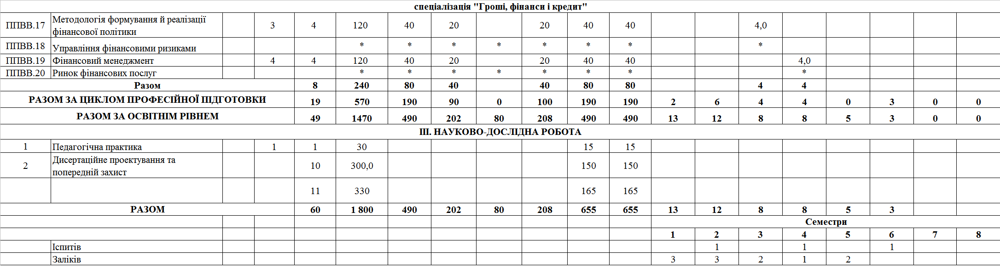 спеціалізація "Гроші, фінанси і кредит"
ППВВ.17 Методологія формування й реалізації фінансової політики 3 4 120 40 20 20 40 40 4,0
ППВВ.18 Управління фінансовими ризиками * * * * * * * *
ППВВ.19 Фінансовий менеджмент 4 4 120 40 20 20 40 40 4,0
ППВВ.20 Ринок фінансових послуг * * * * * * * *
Разом 8 240 80 40 40 80 80 4 4
РАЗОМ ЗА ЦИКЛОМ ПРОФЕСІЙНОЇ ПІДГОТОВКИ 19 570 190 90 0 100 190 190 2 6 4 4 0 3 0 0
РАЗОМ ЗА ОСВІТНІМ РІВНЕМ 49 1470 490 202 80 208 490 490 13 12 8 8 5 3 0 0
ІІІ. НАУКОВО-ДОСЛІДНА РОБОТА
1 Педагогічна практика 1 1 30 15 15
2 Дисертаційне проектування та попередній захист 10 300,0 150 150
11 330 165 165
РАЗОМ 60 1 800 490 202 80 208 655 655 13 12 8 8 5 3
Семестри
1 2 3 4 5 6 7 8
Іспитів 1 1 1
Заліків 3 3 2 1 2